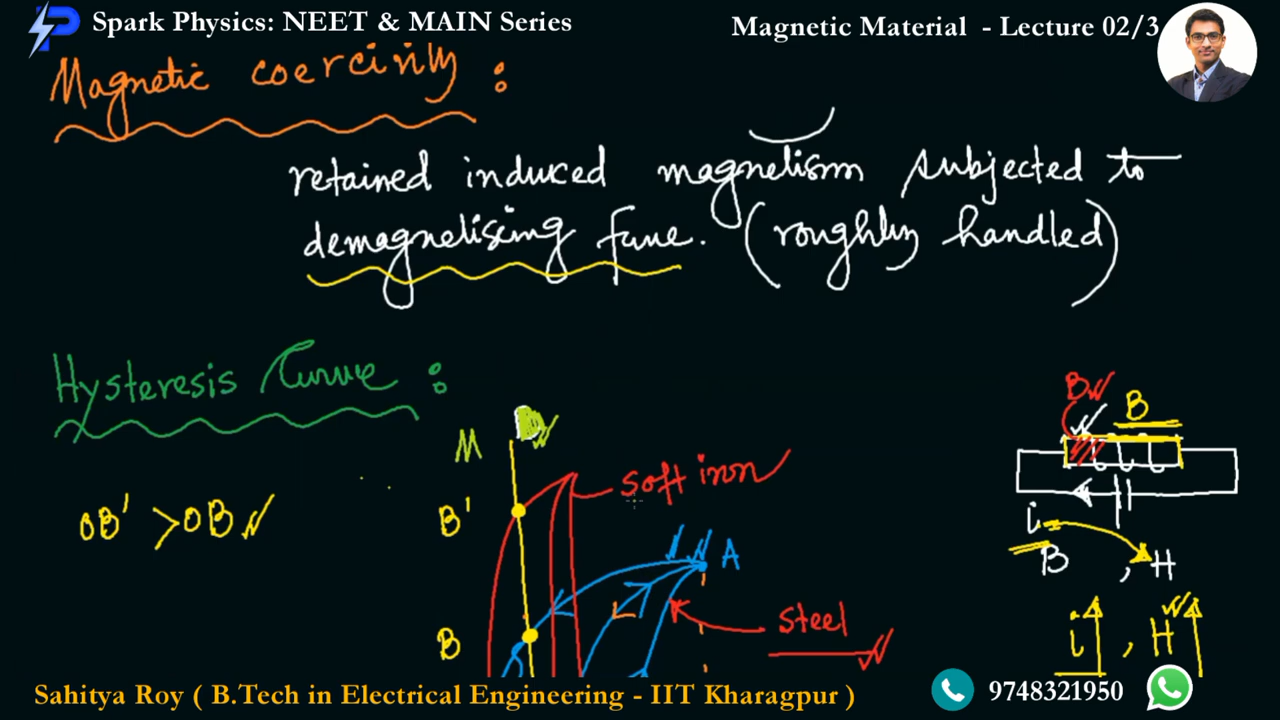 Spark Physics: NEET & MAIN Series
Magnetic Material - Lecture 02/3
Magnetic coercivity :
retained induced magnetism subjected to
demagnetising (roughly handled)
Hysteresis Curve :
M
B
B
soft iron
OB' > OB
B'
A
i
B , H
steel
i , H
B
Sahitya Roy ( B.Tech in Electrical Engineering - IIT Kharagpur )
9748321950